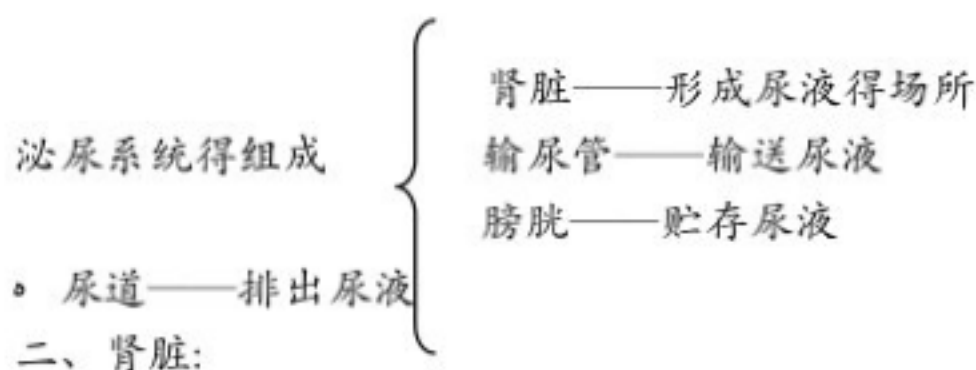 肾脏——形成尿液得场所
泌尿系统得组成
输尿管——输送尿液
膀胱——贮存尿液
。尿道——排出尿液
二、肾脏: